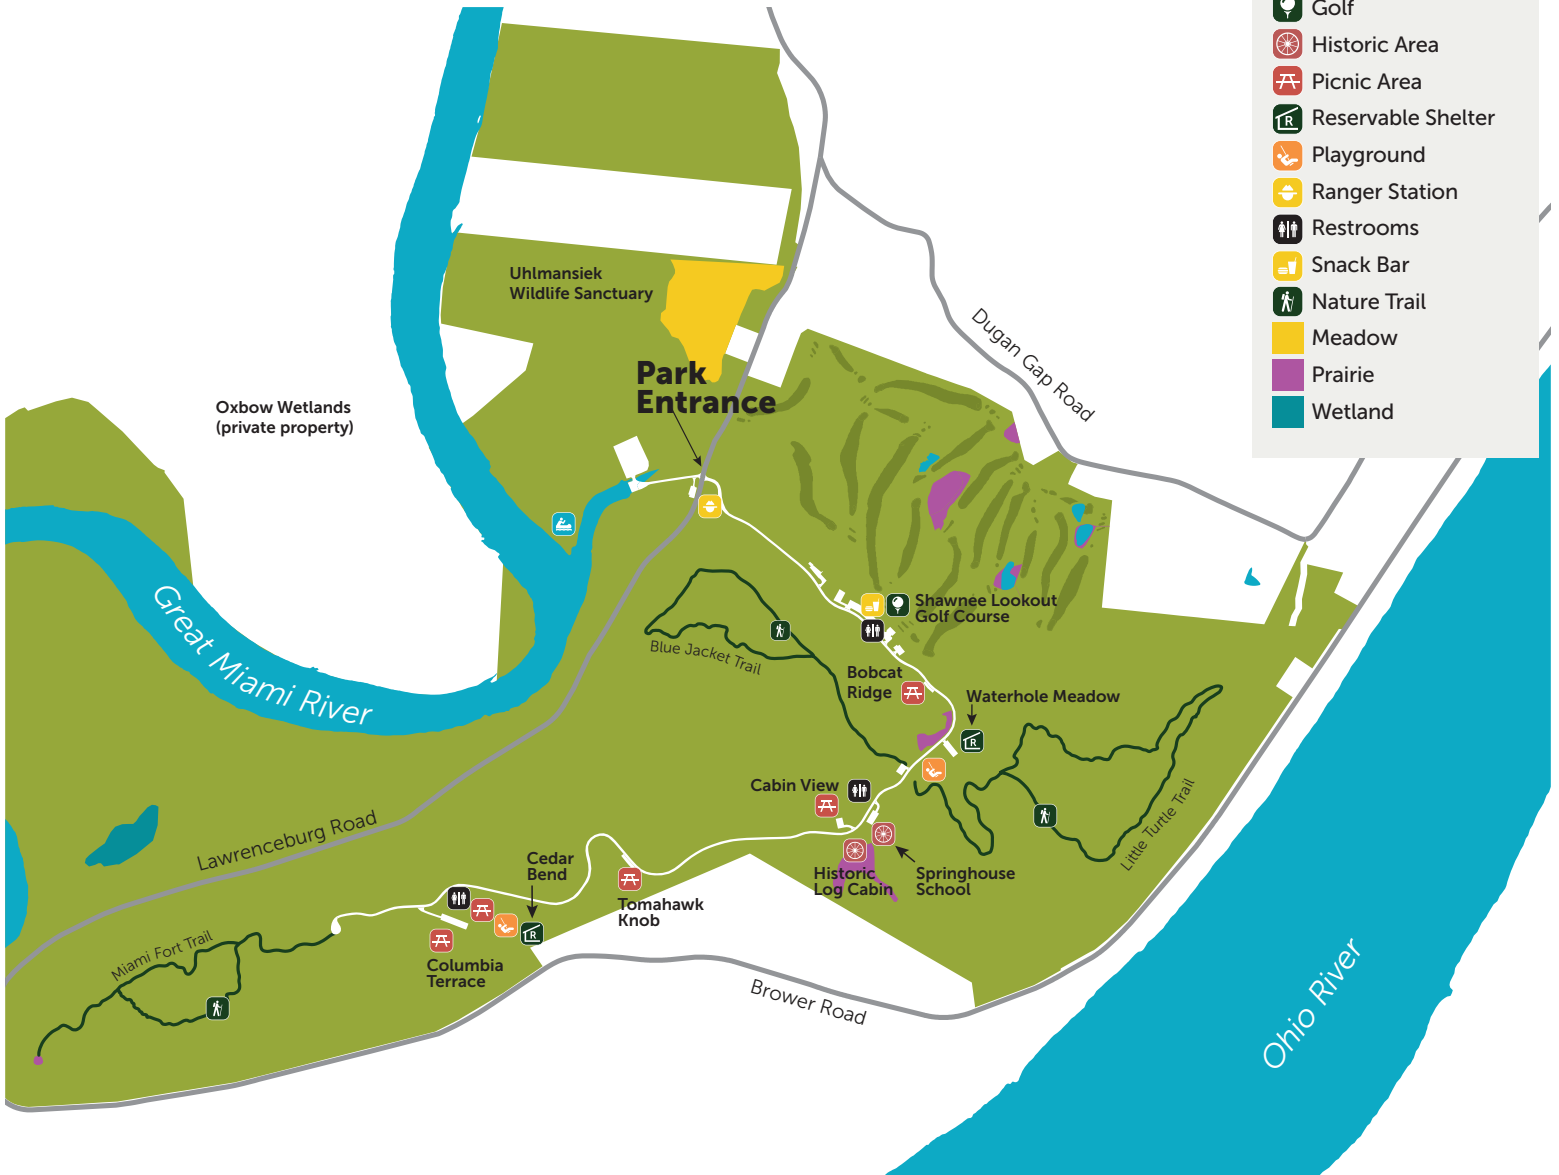 Golf
Historic Area
Picnic Area
Reservable Shelter
R
Playground
Ranger Station
Restrooms
Snack Bar
Nature Trail
Meadow
Prairie
Wetland
Uhlmansiek
Wildlife Sanctuary
Park
Entrance
Dugan Gap Road
Oxbow Wetlands
(private property)
Great Miami River
Shawnee Lookout
Golf Course
Blue Jacket Trail
Bobcat
Ridge
Waterhole Meadow
R
Cabin View
Little Turtle Trail
Lawrenceburg Road
Historic
Log Cabin
Springhouse
School
Cedar
Bend
R
Tomahawk
Knob
Miami Fort Trail
Columbia
Terrace
Brower Road
Ohio River